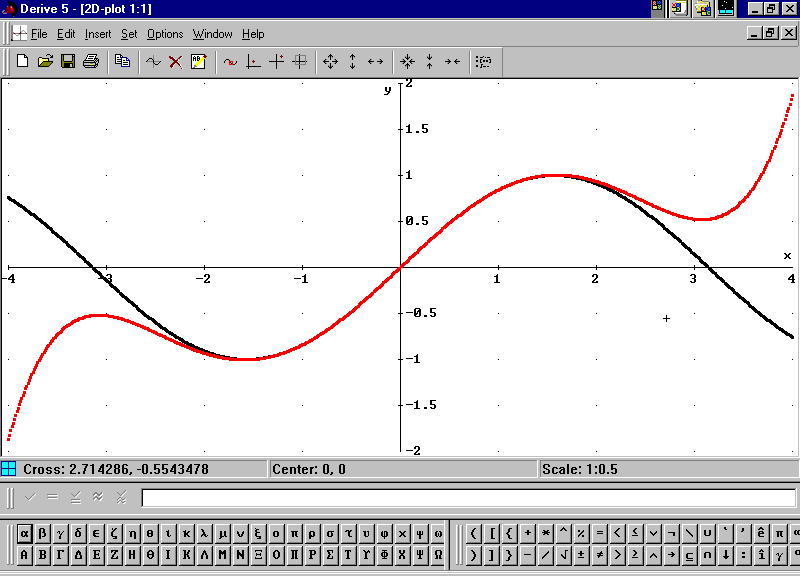 Derive 5 - [2D-plot 1:1]
File Edit Insert Set Options Window Help
y
2
1.5
1
0.5
x
-4 -3 -2 -1 1 2 3 4
-0.5
-1
-1.5
-2
Cross: 2.714286, -0.5543478 Center: 0, 0 Scale: 1:0.5
α β γ δ ε ζ η θ ι κ λ μ ν ξ ο π ρ σ τ υ φ χ ψ ω ( [ { + * ^ % = < ≤ ∨ ¬ \ ∪ ` ' ê π
Α Β Γ Δ Ε Ζ Η Θ Ι Κ Λ Μ Ν Ξ Ο Π Ρ Σ Τ Υ Φ Χ Ψ Ω ) ] } - / √ ± ≠ > ≥ ∧ → ⊆ ∩ ↓ : î γ